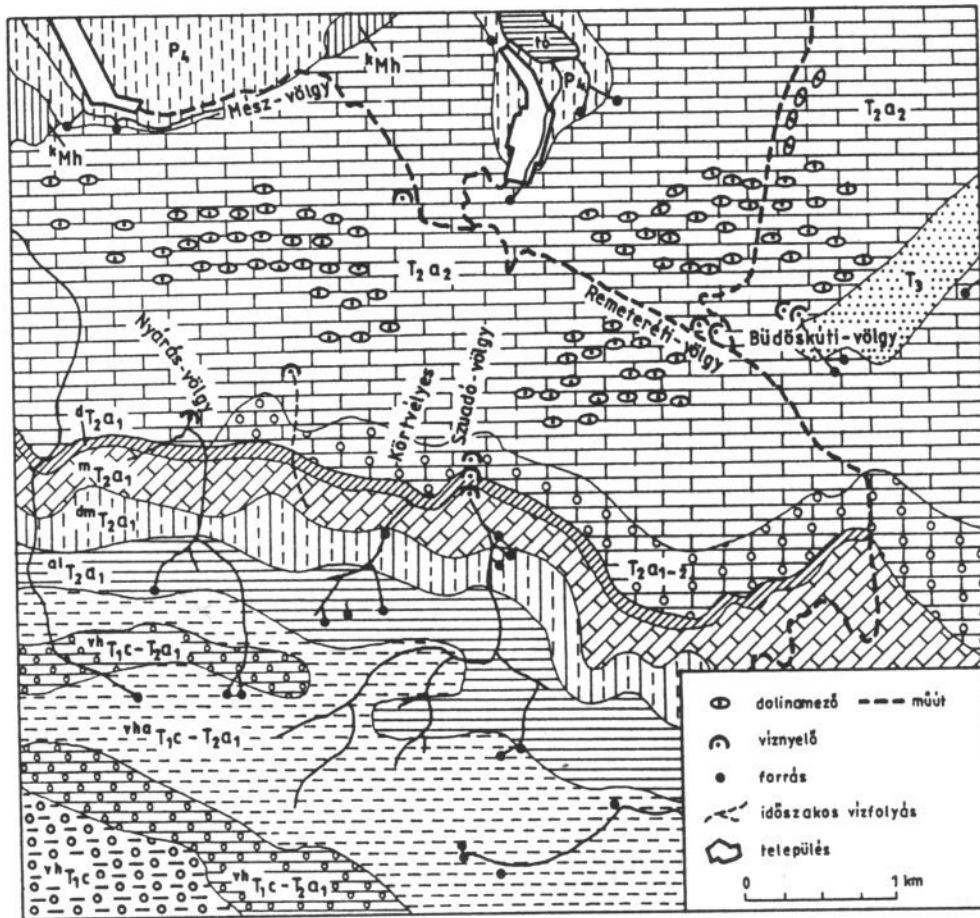 P₄
tó
ᵏMh
P₄
Mész-völgy
T₂a₂
ᵏMh
T₂a₂
T₃
Remeteréti-völgy
Büdöskúti-völgy
Nyárás-völgy
Körtvélyes
Szuadó-völgy
ᵈT₂a₁
ᵐT₂a₁
ᵈᵐT₂a₁
ᵃˡT₂a₁
T₂a₁₋₂
ᵛʰT₁c-T₂a₁
ᵛʰᵃT₁c-T₂a₁
ᵛʰT₁c
ᵛʰT₁c-T₂a₁
dolinamező
műút
víznyelő
forrás
időszakos vízfolyás
település
0 1 km